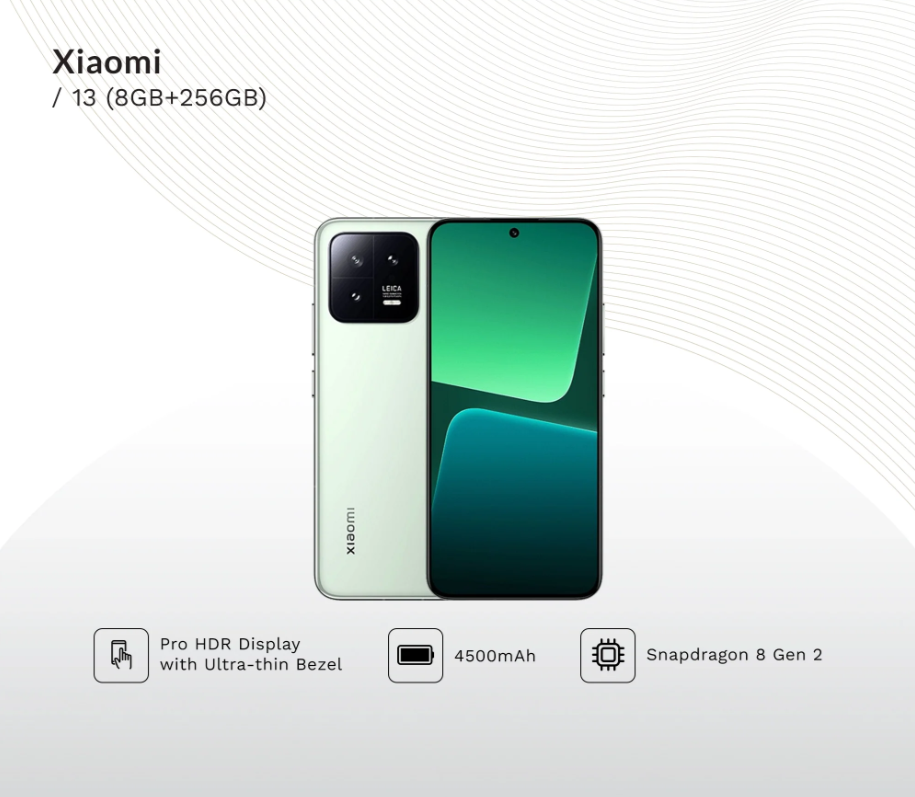 Xiaomi
/ 13 (8GB+256GB)
LEICA
xiaomi
Pro HDR Display
with Ultra-thin Bezel
4500mAh
Snapdragon 8 Gen 2